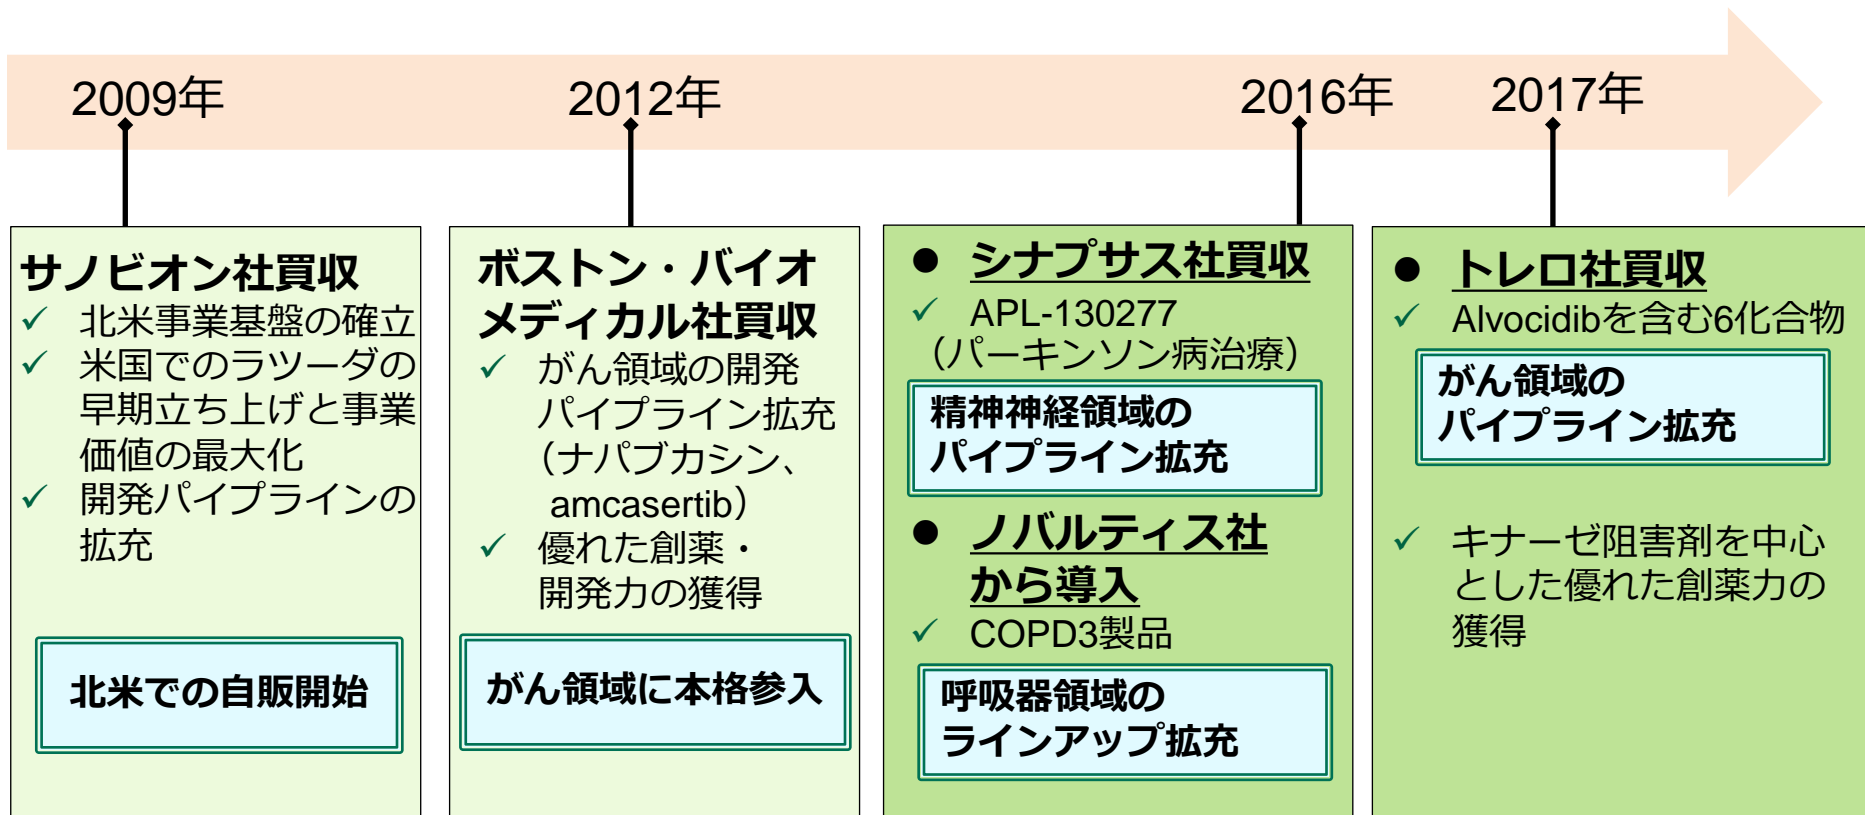 2009年
2012年
2016年
2017年
サノビオン社買収
✓ 北米事業基盤の確立
✓ 米国でのラツーダの
早期立ち上げと事業
価値の最大化
✓ 開発パイプラインの
拡充
北米での自販開始
ボストン・バイオ
メディカル社買収
✓ がん領域の開発
パイプライン拡充
（ナパブカシン、
amcasertib）
✓ 優れた創薬・
開発力の獲得
がん領域に本格参入
● シナプサス社買収
✓ APL-130277
（パーキンソン病治療）
精神神経領域の
パイプライン拡充
● ノバルティス社
から導入
✓ COPD3製品
呼吸器領域の
ラインアップ拡充
● トレロ社買収
✓ Alvocidibを含む6化合物
がん領域の
パイプライン拡充
✓ キナーゼ阻害剤を中心
とした優れた創薬力の
獲得